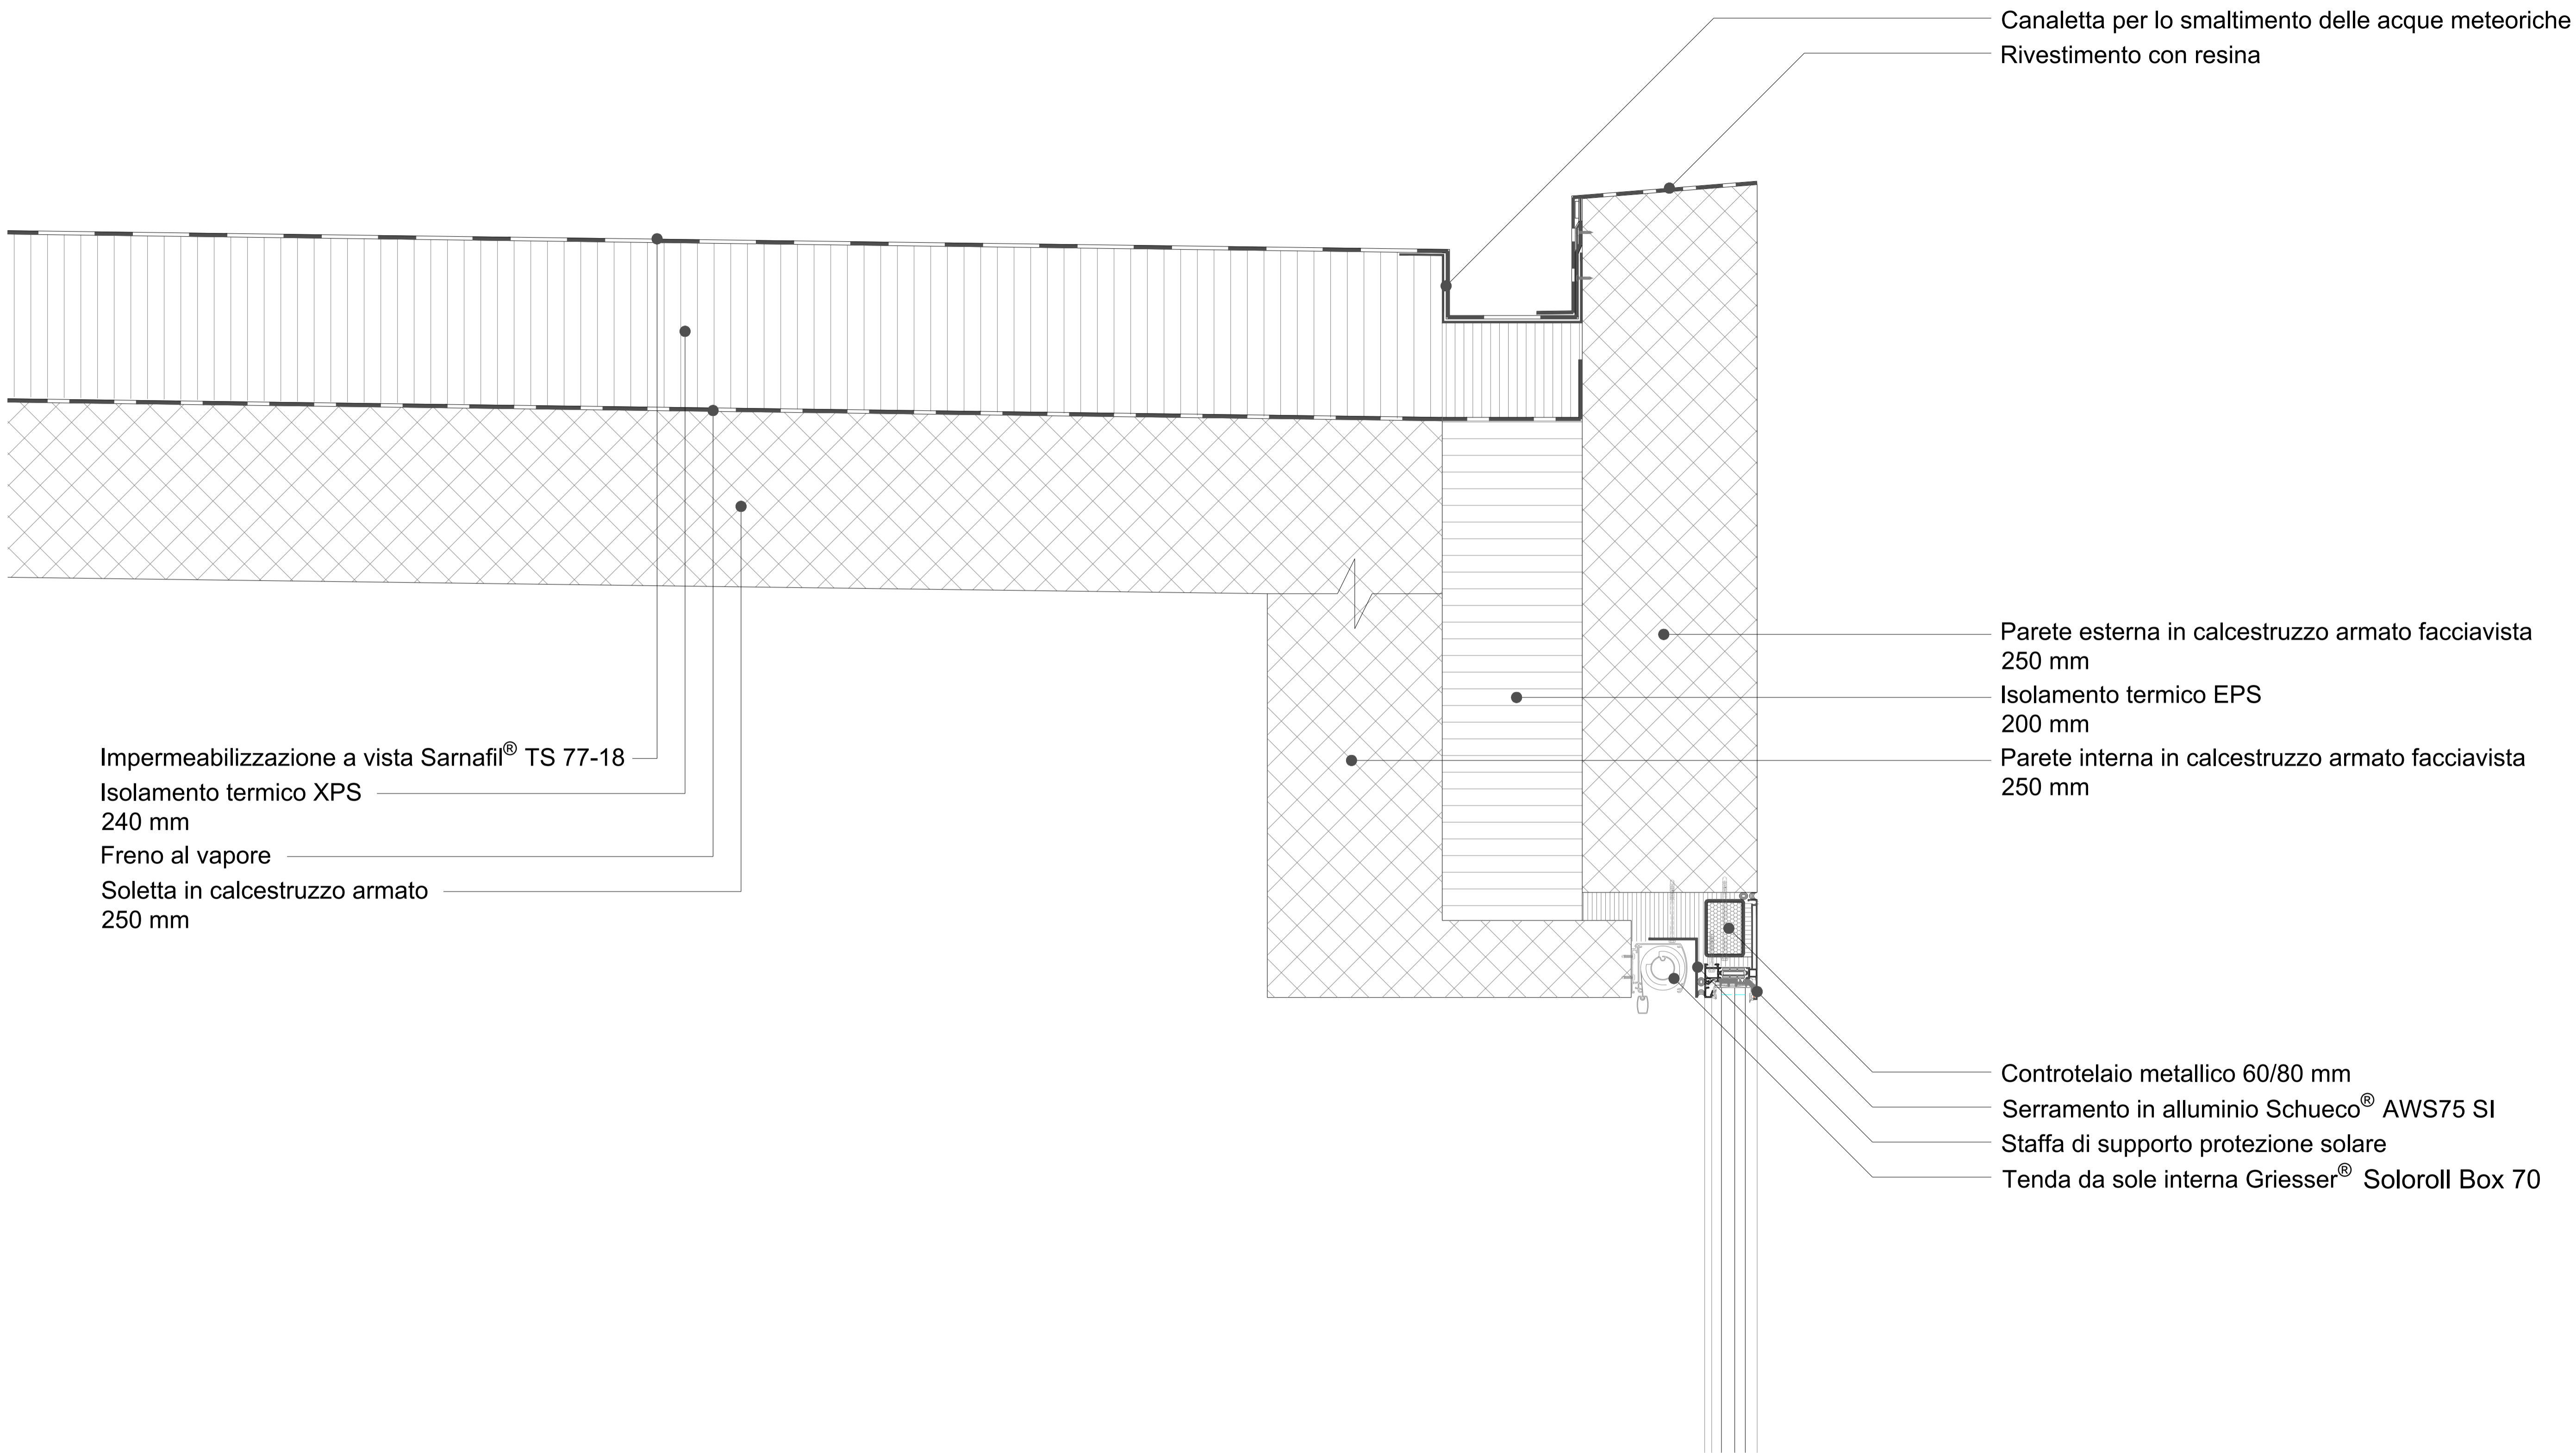 Canaletta per lo smaltimento delle acque meteoriche
Rivestimento con resina
Impermeabilizzazione a vista Sarnafil® TS 77-18
Isolamento termico XPS
240 mm
Freno al vapore
Soletta in calcestruzzo armato
250 mm
Parete esterna in calcestruzzo armato facciavista
250 mm
Isolamento termico EPS
200 mm
Parete interna in calcestruzzo armato facciavista
250 mm
Controtelaio metallico 60/80 mm
Serramento in alluminio Schueco® AWS75 SI
Staffa di supporto protezione solare
Tenda da sole interna Griesser® Soloroll Box 70